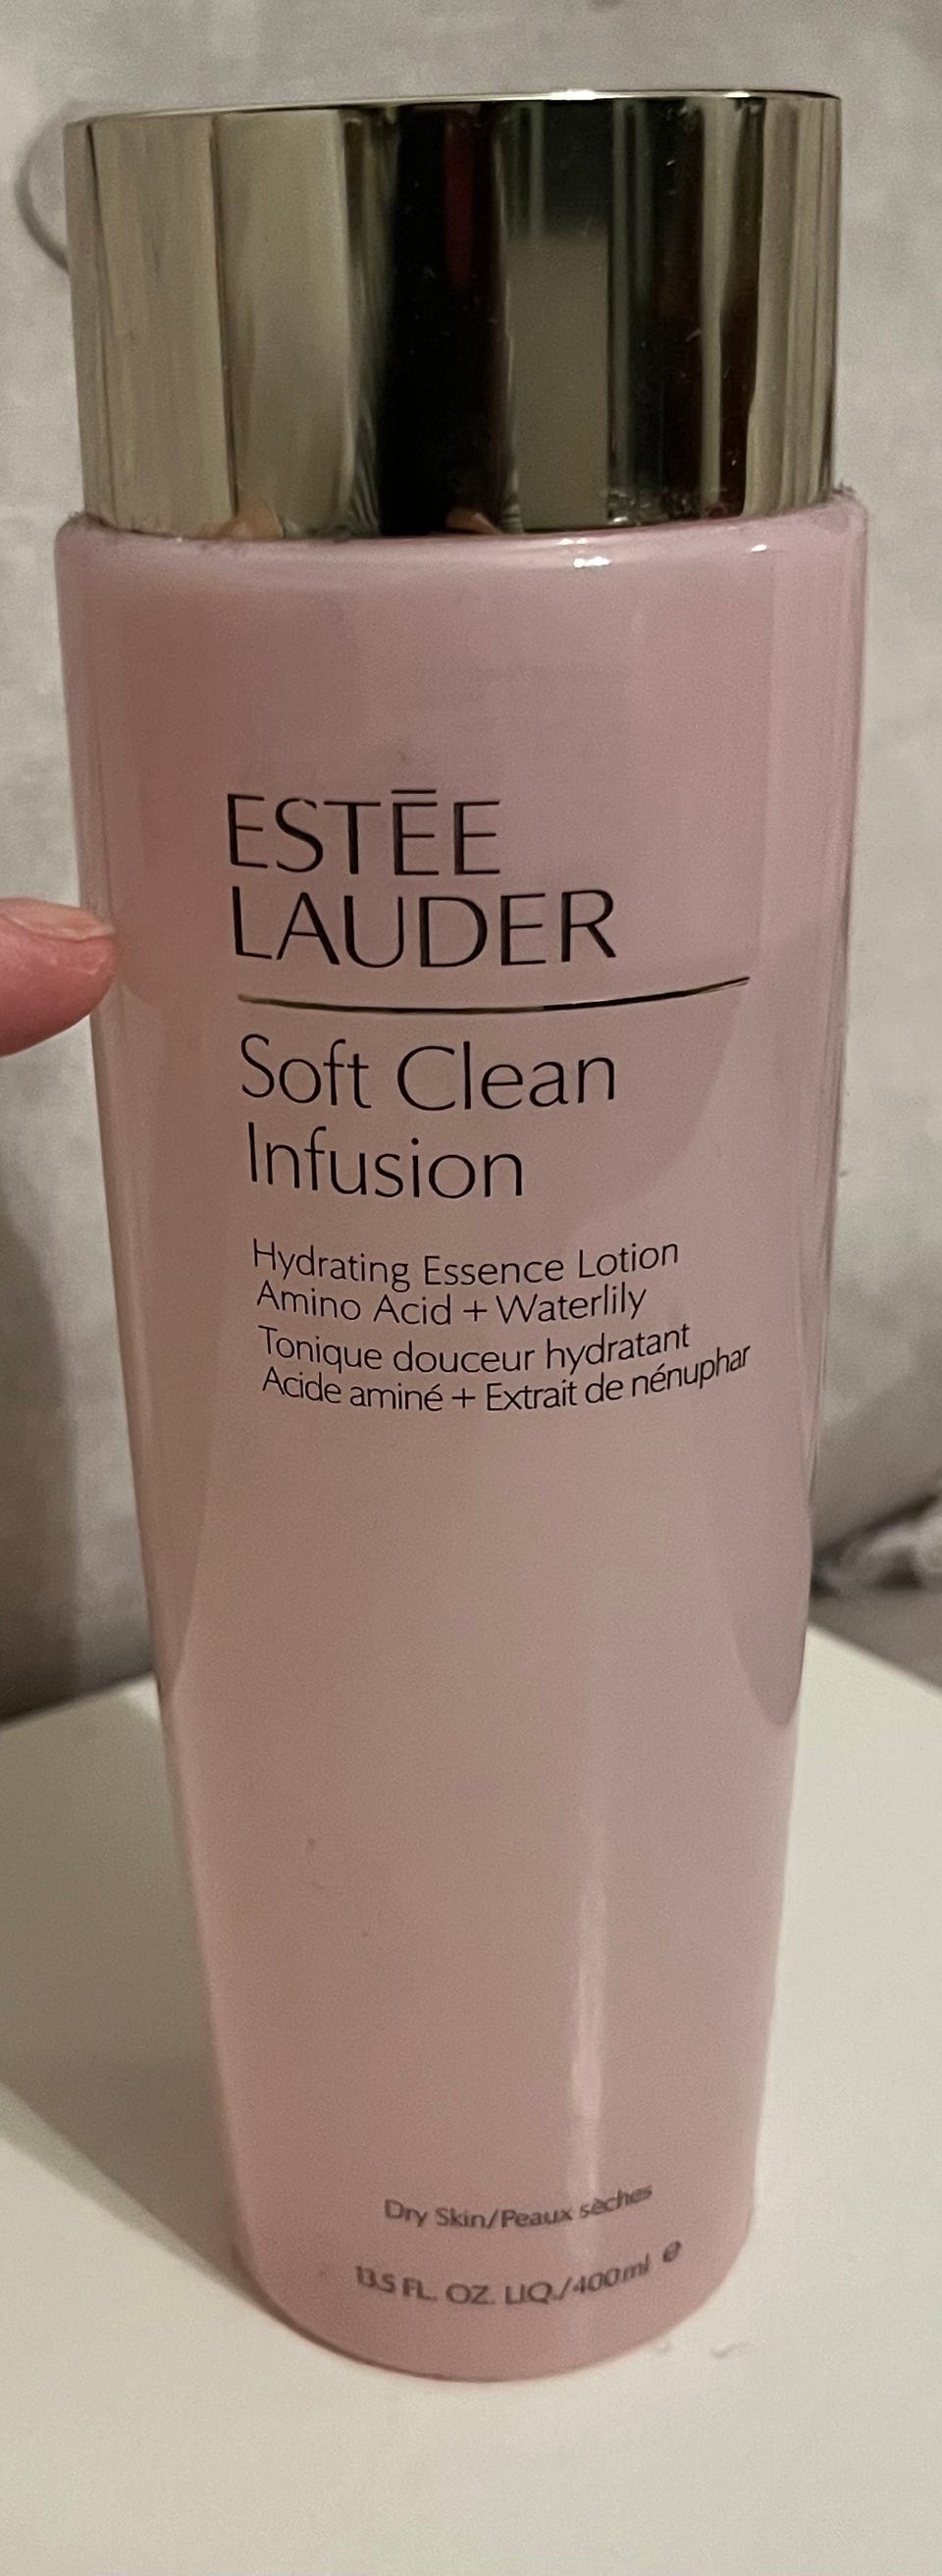 ESTĒE
LAUDER
Soft Clean
Infusion
Hydrating Essence Lotion
Amino Acid + Waterlily
Tonique douceur hydratant
Acide aminé + Extrait de nénuphar
Dry Skin/Peaux sèches
13.5 FL. OZ. LIQ./400ml ℮